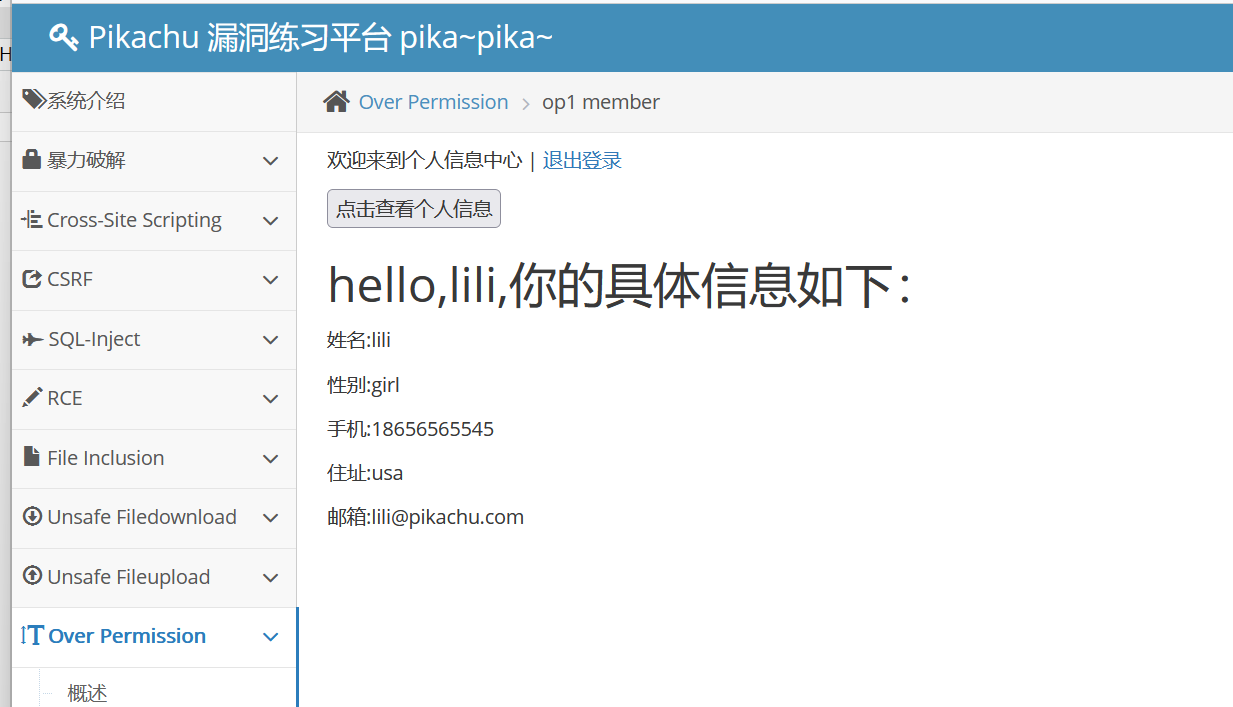 Pikachu 漏洞练习平台 pika~pika~
H
系统介绍
暴力破解
Cross-Site Scripting
CSRF
SQL-Inject
RCE
File Inclusion
Unsafe Filedownload
Unsafe Fileupload
Over Permission
概述
Over Permission > op1 member
欢迎来到个人信息中心 | 退出登录
点击查看个人信息
hello,lili,你的具体信息如下：
姓名:lili
性别:girl
手机:18656565545
住址:usa
邮箱:lili@pikachu.com